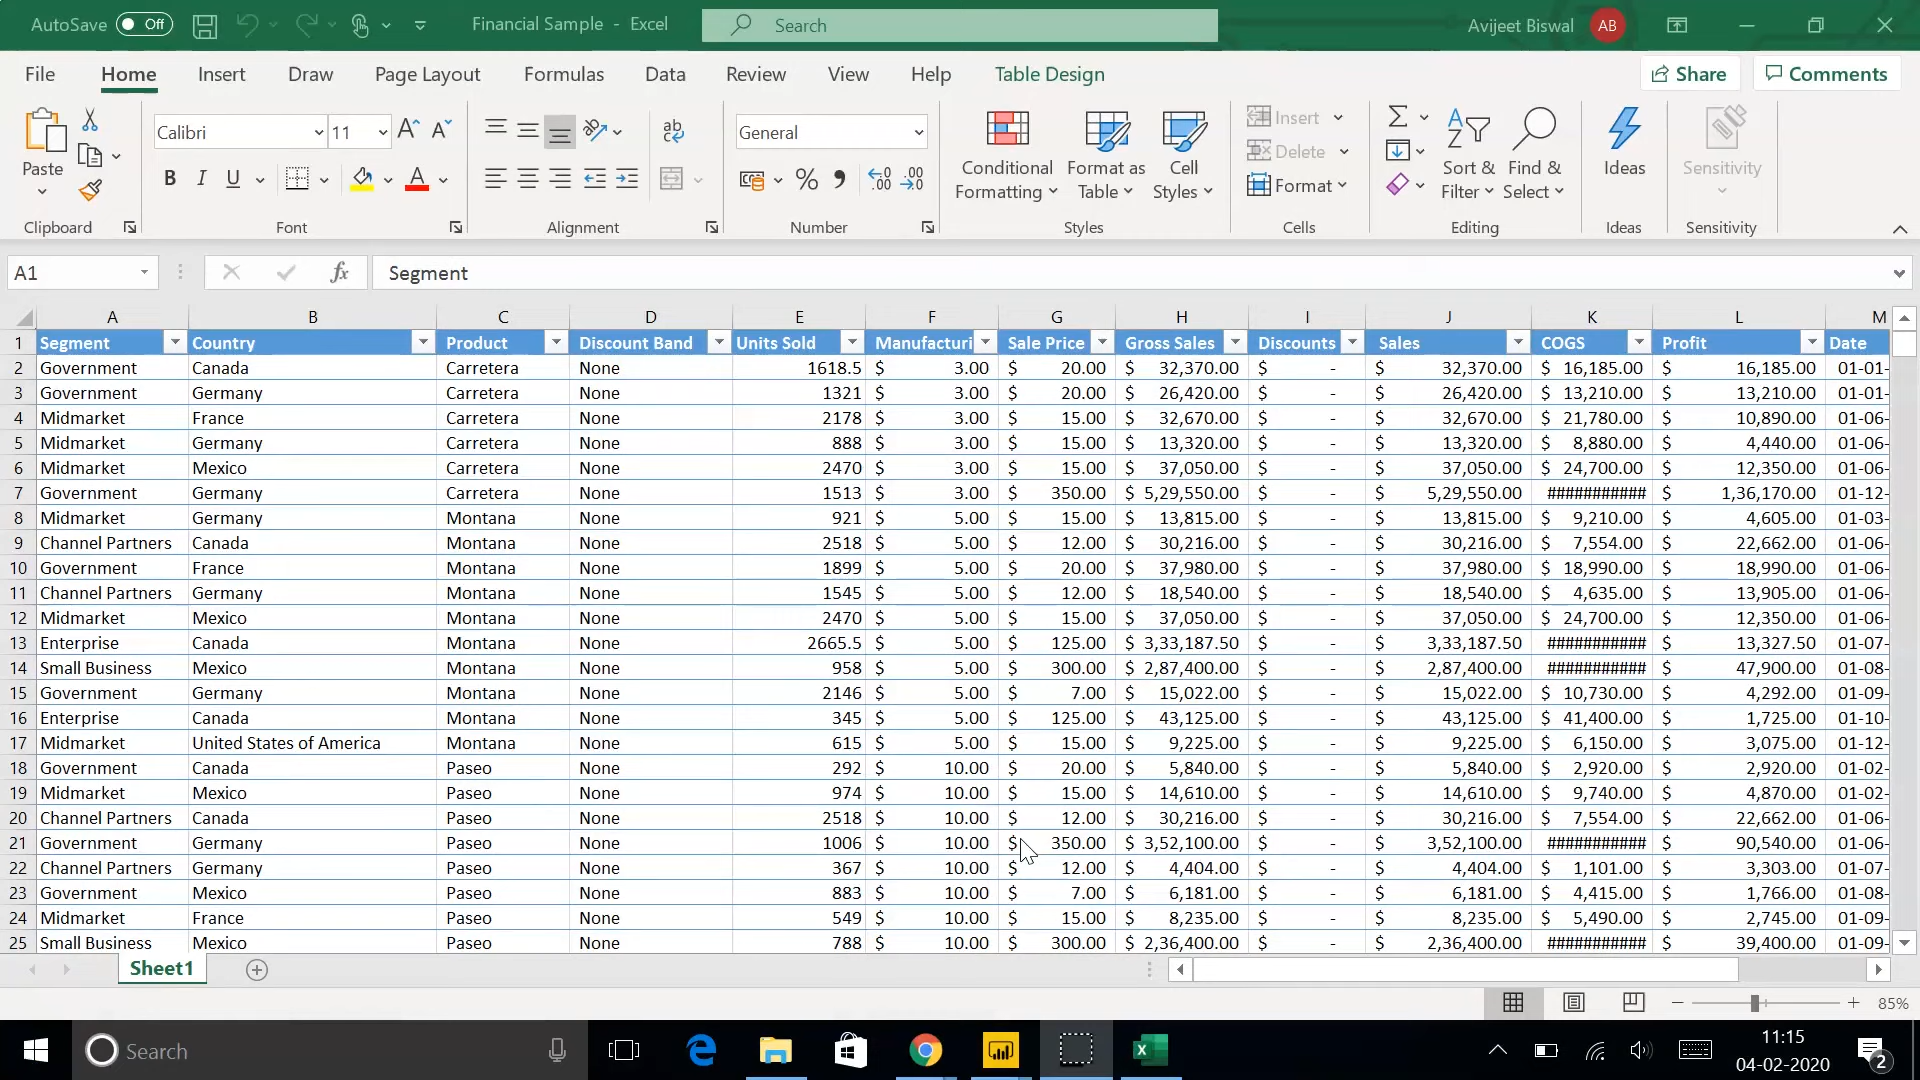 AutoSave Off Financial Sample - Excel Search Avijeet Biswal AB
File Home Insert Draw Page Layout Formulas Data Review View Help Table Design Share Comments
Paste Calibri 11 General Conditional Formatting Format as Table Cell Styles Insert Delete Format Sort & Filter Find & Select Ideas Sensitivity
Clipboard Font Alignment Number Styles Cells Editing Ideas Sensitivity
A1 fx Segment
A B C D E F G H I J K L M
1 Segment Country Product Discount Band Units Sold Manufacturi Sale Price Gross Sales Discounts Sales COGS Profit Date
2 Government Canada Carretera None 1618.5 $ 3.00 $ 20.00 $ 32,370.00 $ - $ 32,370.00 $ 16,185.00 $ 16,185.00 01-01-
3 Government Germany Carretera None 1321 $ 3.00 $ 20.00 $ 26,420.00 $ - $ 26,420.00 $ 13,210.00 $ 13,210.00 01-01-
4 Midmarket France Carretera None 2178 $ 3.00 $ 15.00 $ 32,670.00 $ - $ 32,670.00 $ 21,780.00 $ 10,890.00 01-06-
5 Midmarket Germany Carretera None 888 $ 3.00 $ 15.00 $ 13,320.00 $ - $ 13,320.00 $ 8,880.00 $ 4,440.00 01-06-
6 Midmarket Mexico Carretera None 2470 $ 3.00 $ 15.00 $ 37,050.00 $ - $ 37,050.00 $ 24,700.00 $ 12,350.00 01-06-
7 Government Germany Carretera None 1513 $ 3.00 $ 350.00 $ 5,29,550.00 $ - $ 5,29,550.00 ########### $ 1,36,170.00 01-12-
8 Midmarket Germany Montana None 921 $ 5.00 $ 15.00 $ 13,815.00 $ - $ 13,815.00 $ 9,210.00 $ 4,605.00 01-03-
9 Channel Partners Canada Montana None 2518 $ 5.00 $ 12.00 $ 30,216.00 $ - $ 30,216.00 $ 7,554.00 $ 22,662.00 01-06-
10 Government France Montana None 1899 $ 5.00 $ 20.00 $ 37,980.00 $ - $ 37,980.00 $ 18,990.00 $ 18,990.00 01-06-
11 Channel Partners Germany Montana None 1545 $ 5.00 $ 12.00 $ 18,540.00 $ - $ 18,540.00 $ 4,635.00 $ 13,905.00 01-06-
12 Midmarket Mexico Montana None 2470 $ 5.00 $ 15.00 $ 37,050.00 $ - $ 37,050.00 $ 24,700.00 $ 12,350.00 01-06-
13 Enterprise Canada Montana None 2665.5 $ 5.00 $ 125.00 $ 3,33,187.50 $ - $ 3,33,187.50 ########### $ 13,327.50 01-07-
14 Small Business Mexico Montana None 958 $ 5.00 $ 300.00 $ 2,87,400.00 $ - $ 2,87,400.00 ########### $ 47,900.00 01-08-
15 Government Germany Montana None 2146 $ 5.00 $ 7.00 $ 15,022.00 $ - $ 15,022.00 $ 10,730.00 $ 4,292.00 01-09-
16 Enterprise Canada Montana None 345 $ 5.00 $ 125.00 $ 43,125.00 $ - $ 43,125.00 $ 41,400.00 $ 1,725.00 01-10-
17 Midmarket United States of America Montana None 615 $ 5.00 $ 15.00 $ 9,225.00 $ - $ 9,225.00 $ 6,150.00 $ 3,075.00 01-12-
18 Government Canada Paseo None 292 $ 10.00 $ 20.00 $ 5,840.00 $ - $ 5,840.00 $ 2,920.00 $ 2,920.00 01-02-
19 Midmarket Mexico Paseo None 974 $ 10.00 $ 15.00 $ 14,610.00 $ - $ 14,610.00 $ 9,740.00 $ 4,870.00 01-02-
20 Channel Partners Canada Paseo None 2518 $ 10.00 $ 12.00 $ 30,216.00 $ - $ 30,216.00 $ 7,554.00 $ 22,662.00 01-06-
21 Government Germany Paseo None 1006 $ 10.00 $ 350.00 $ 3,52,100.00 $ - $ 3,52,100.00 ########### $ 90,540.00 01-06-
22 Channel Partners Germany Paseo None 367 $ 10.00 $ 12.00 $ 4,404.00 $ - $ 4,404.00 $ 1,101.00 $ 3,303.00 01-07-
23 Government Mexico Paseo None 883 $ 10.00 $ 7.00 $ 6,181.00 $ - $ 6,181.00 $ 4,415.00 $ 1,766.00 01-08-
24 Midmarket France Paseo None 549 $ 10.00 $ 15.00 $ 8,235.00 $ - $ 8,235.00 $ 5,490.00 $ 2,745.00 01-09-
25 Small Business Mexico Paseo None 788 $ 10.00 $ 300.00 $ 2,36,400.00 $ - $ 2,36,400.00 ########### $ 39,400.00 01-09-
Sheet1
85%
Search 11:15
04-02-2020 2